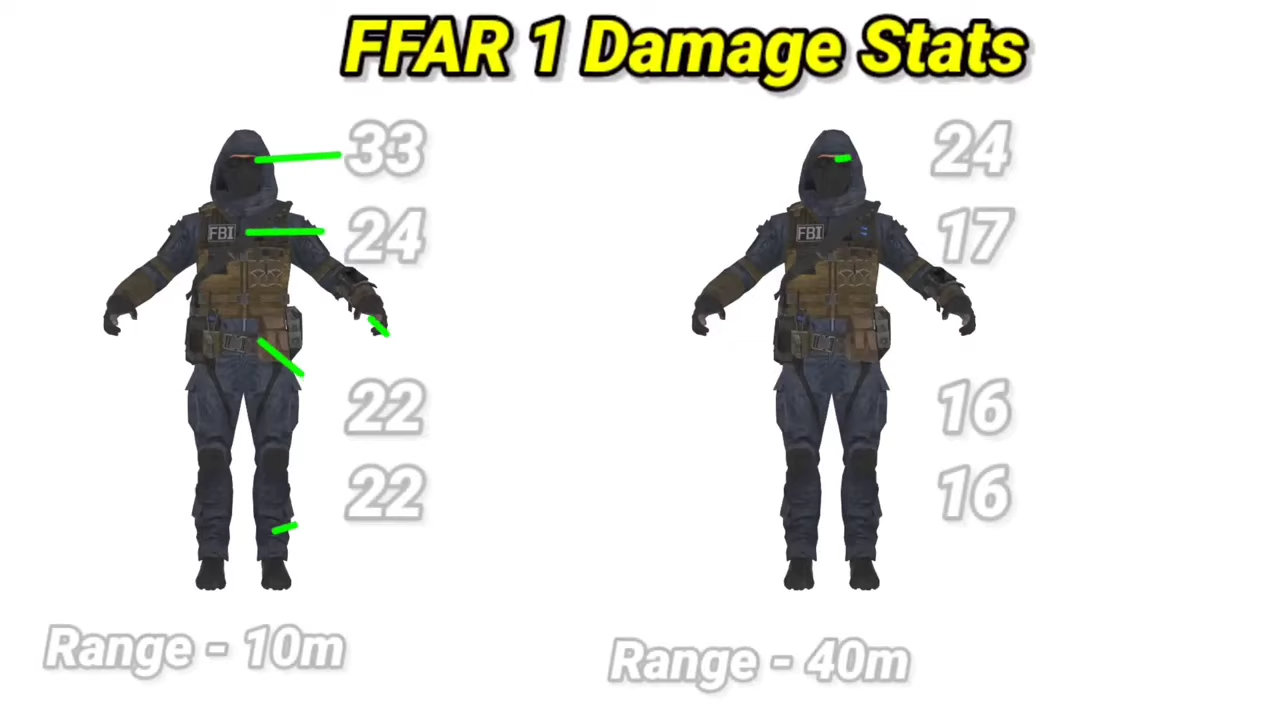 FFAR 1 Damage Stats
33
24
22
22
FBI
Range - 10m
24
17
16
16
FBI
Range - 40m